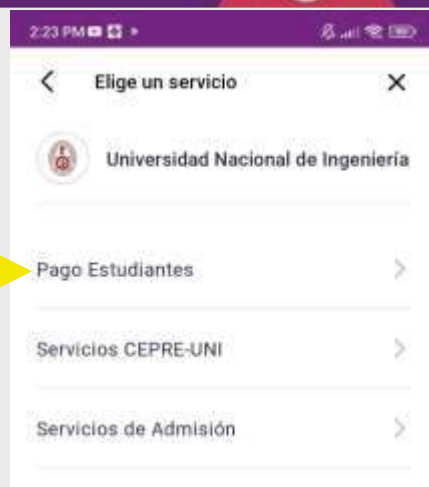 2:23 PM
Elige un servicio
Universidad Nacional de Ingeniería
Pago Estudiantes
Servicios CEPRE-UNI
Servicios de Admisión